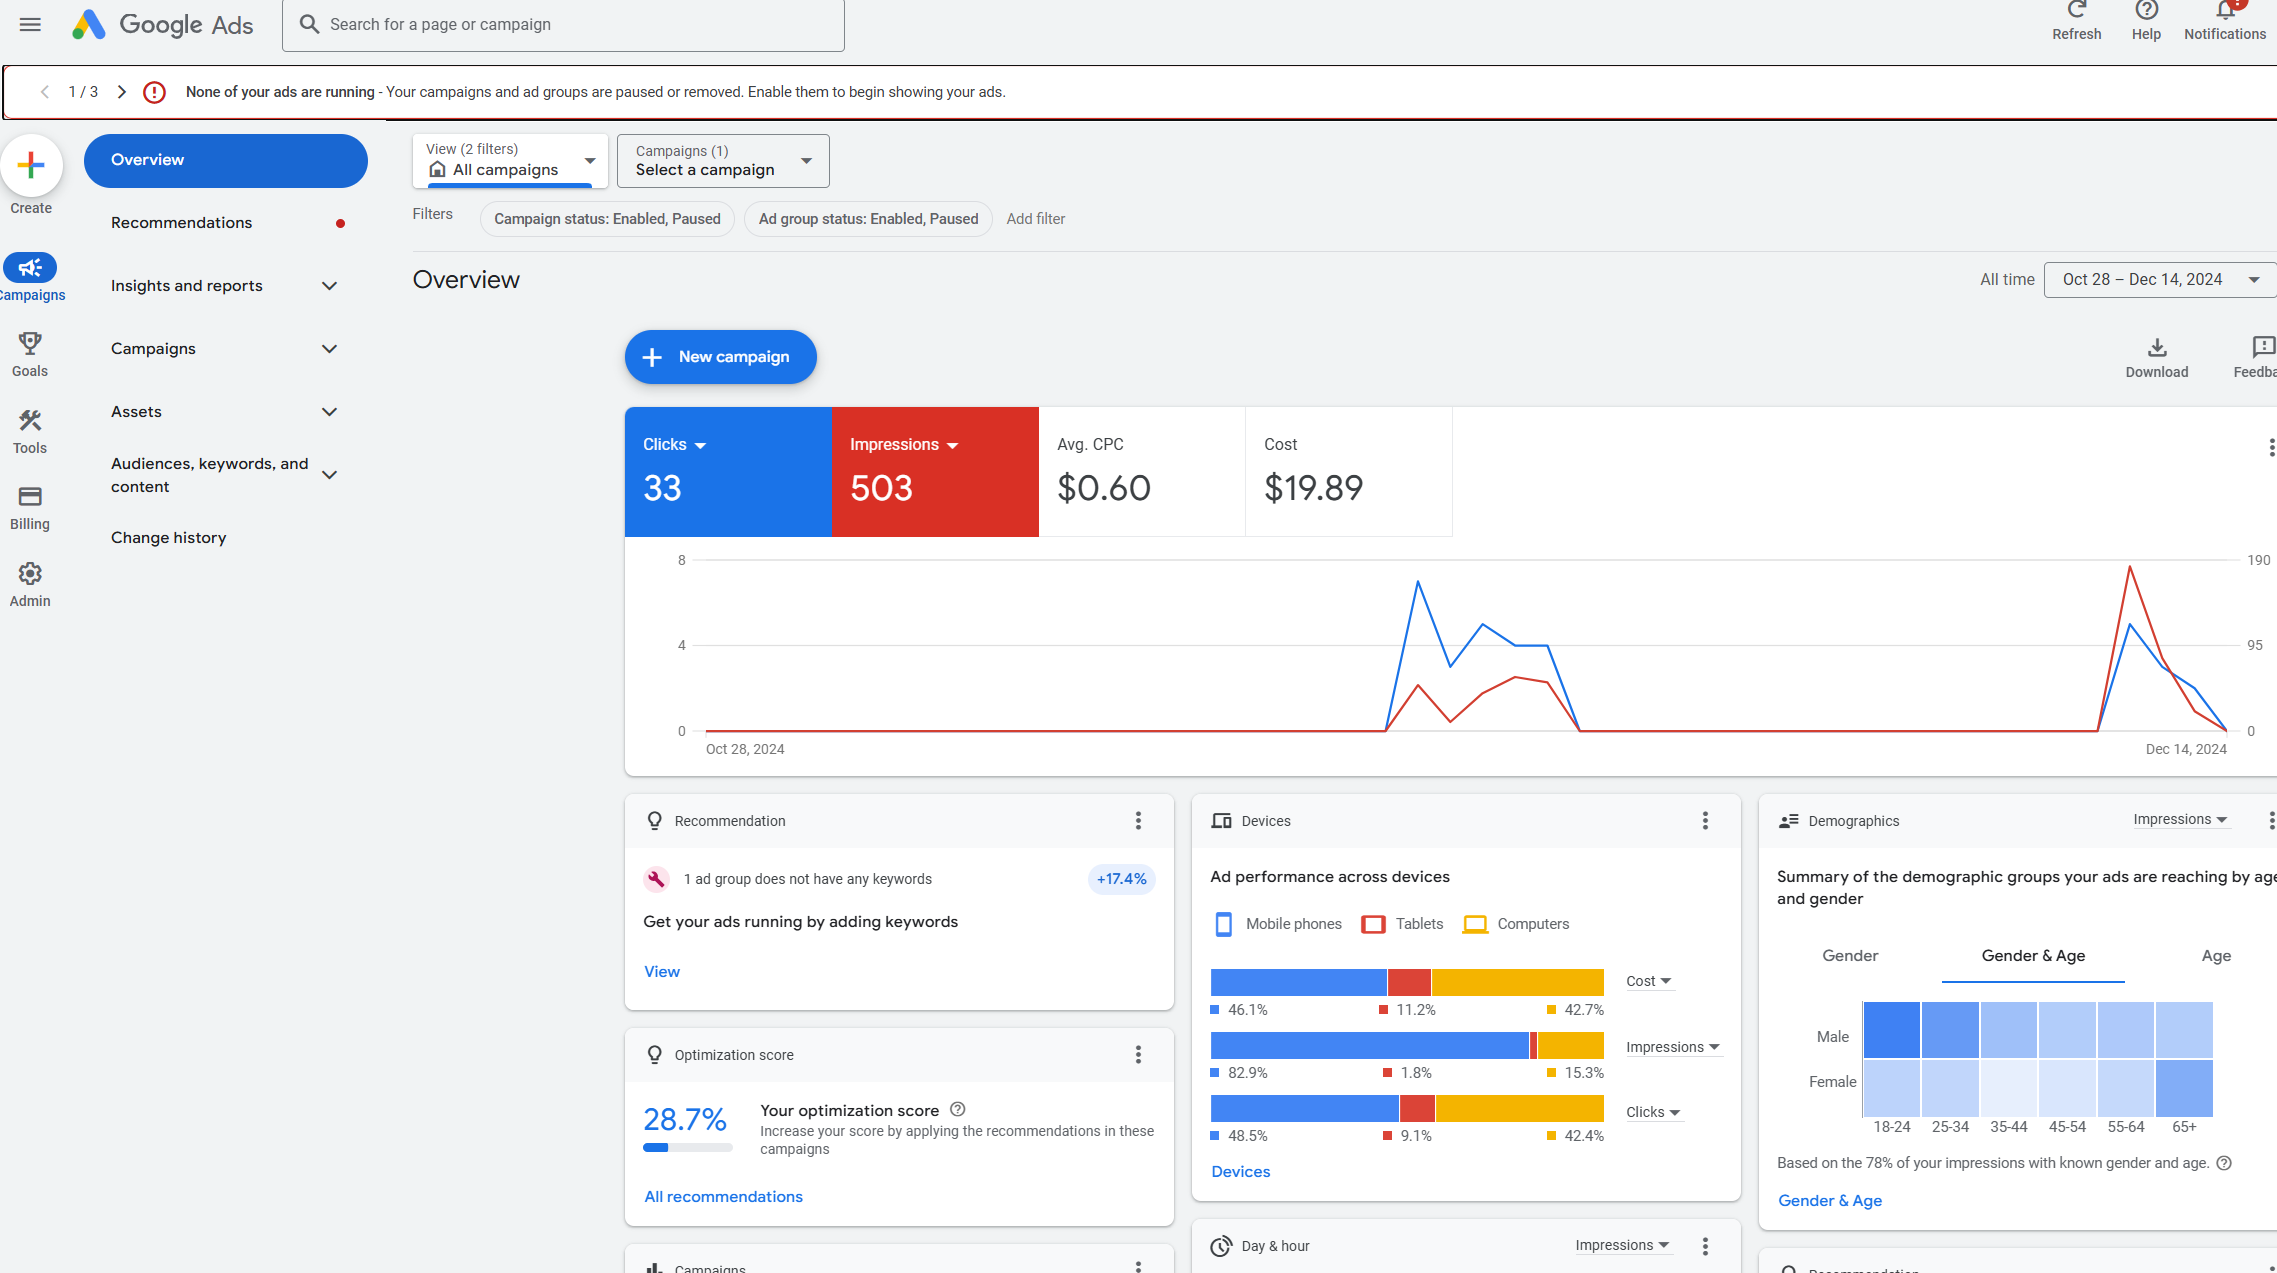 Google Ads
Search for a page or campaign
Refresh
Help
Notifications
1 / 3
None of your ads are running - Your campaigns and ad groups are paused or removed. Enable them to begin showing your ads.
Create
Campaigns
Goals
Tools
Billing
Admin
Overview
Recommendations
Insights and reports
Campaigns
Assets
Audiences, keywords, and
content
Change history
View (2 filters)
All campaigns
Campaigns (1)
Select a campaign
Filters
Campaign status: Enabled, Paused
Ad group status: Enabled, Paused
Add filter
Overview
All time
Oct 28 – Dec 14, 2024
New campaign
Download
Feedba
Clicks
33
Impressions
503
Avg. CPC
$0.60
Cost
$19.89
8
4
0
190
95
0
Oct 28, 2024
Dec 14, 2024
Recommendation
1 ad group does not have any keywords
+17.4%
Get your ads running by adding keywords
View
Optimization score
28.7%
Your optimization score
Increase your score by applying the recommendations in these
campaigns
All recommendations
Campaigns
Devices
Ad performance across devices
Mobile phones
Tablets
Computers
Cost
46.1%
11.2%
42.7%
Impressions
82.9%
1.8%
15.3%
Clicks
48.5%
9.1%
42.4%
Devices
Day & hour
Impressions
Demographics
Impressions
Summary of the demographic groups your ads are reaching by age
and gender
Gender
Gender & Age
Age
Male
Female
18-24
25-34
35-44
45-54
55-64
65+
Based on the 78% of your impressions with known gender and age.
Gender & Age
Recommendation